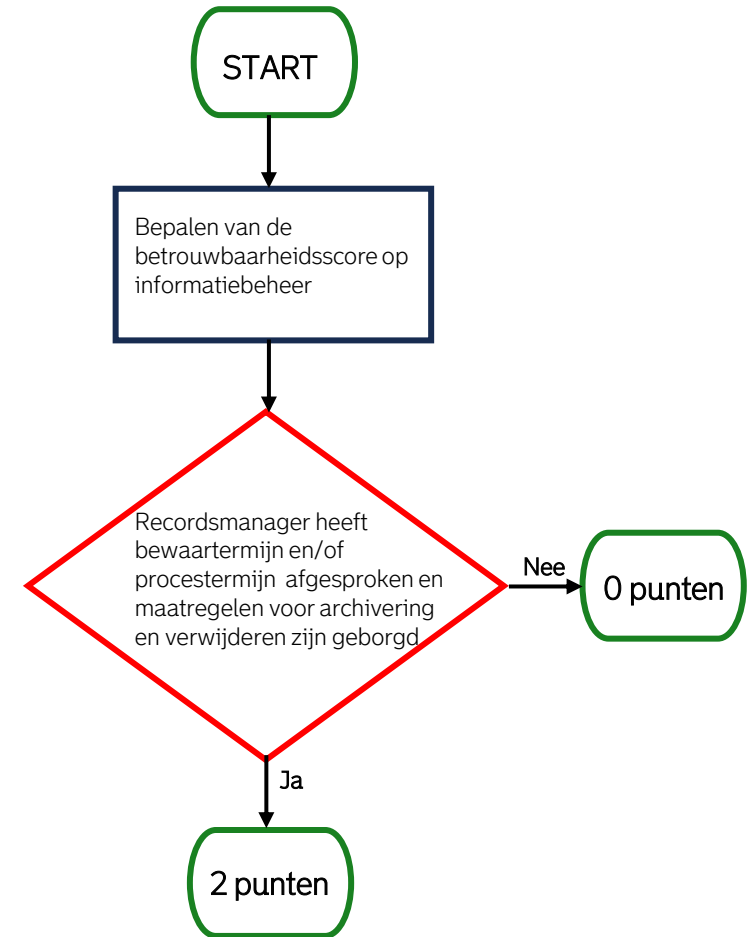 START
Bepalen van de
betrouwbaarheidsscore op
informatiebeheer
Recordsmanager heeft
bewaartermijn en/of
procestermijn afgesproken en
maatregelen voor archivering
en verwijderen zijn geborgd
Nee
0 punten
Ja
2 punten